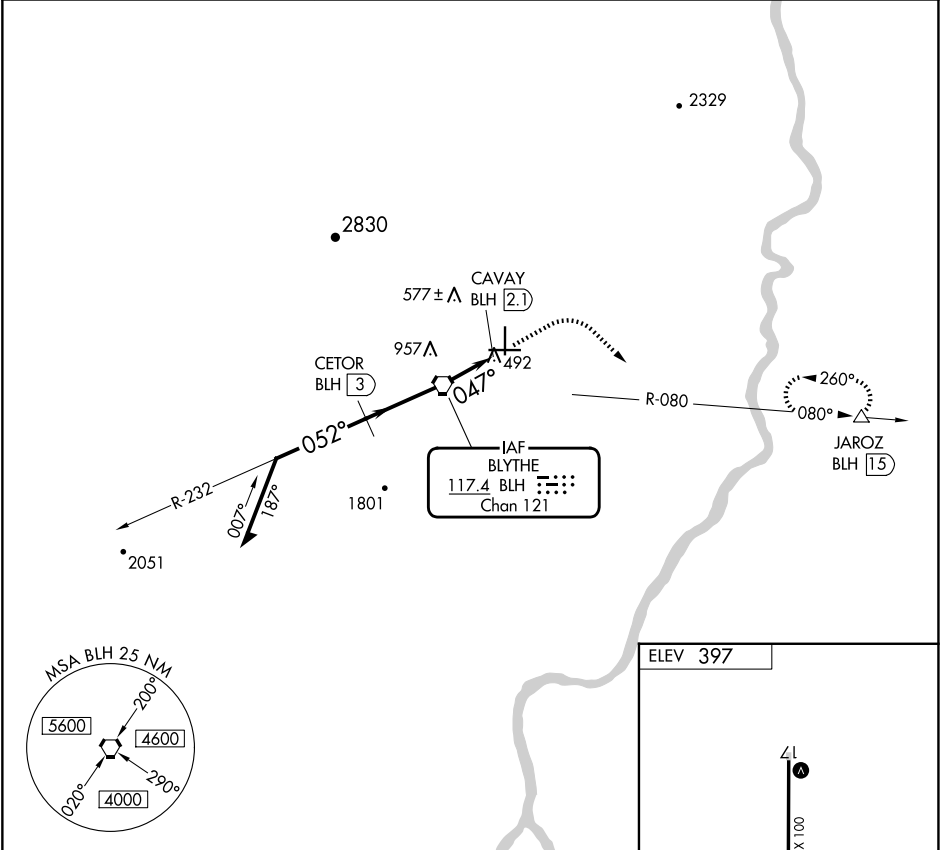 2329
2830
CAVAY
577 ± BLH 2.1
957
492
CETOR
BLH 3
047°
052°
R-080
260°
080°
JAROZ
BLH 15
IAF
BLYTHE
117.4 BLH
Chan 121
R-232
007°
187°
1801
2051
MSA BLH 25 NM
200°
5600
4600
290°
020°
4000
ELEV 397
17
V
X 100